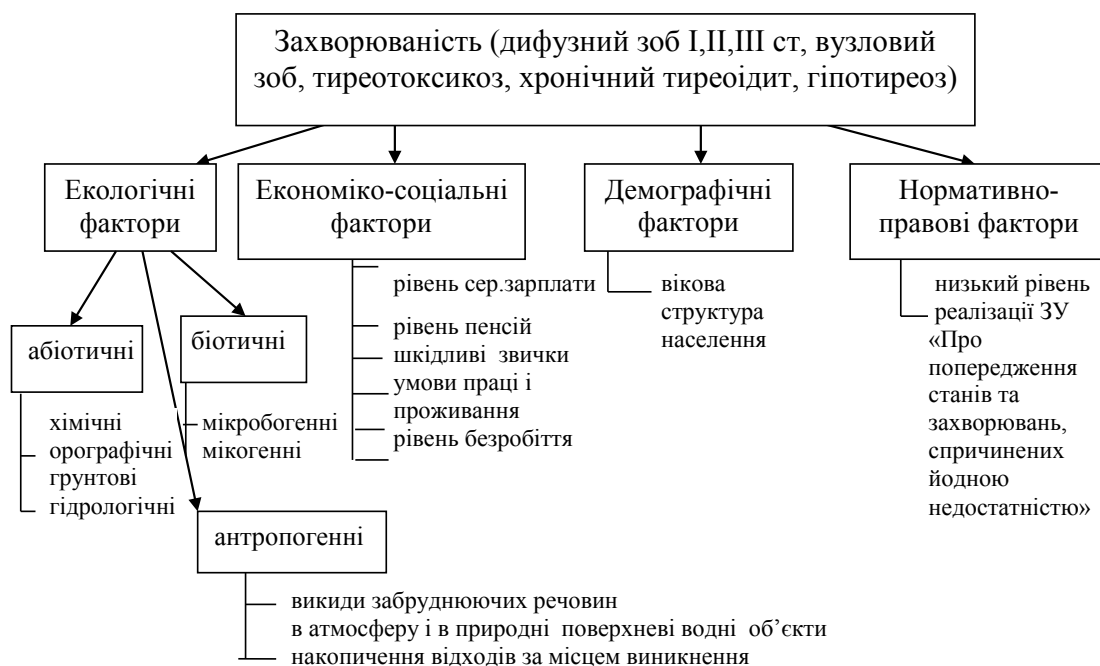 Захворюваність (дифузний зоб І,ІІ,ІІІ ст, вузловий
зоб, тиреотоксикоз, хронічний тиреоідит, гіпотиреоз)
Екологічні
фактори
Економіко-соціальні
фактори
Демографічні
фактори
Нормативно-
правові фактори
рівень сер.зарплати
рівень пенсій
шкідливі звички
умови праці і
проживання
рівень безробіття
вікова
структура
населення
низький рівень
реалізації ЗУ
«Про
попередження
станів та
захворювань,
спричинених
йодною
недостатністю»
абіотичні
біотичні
хімічні
орографічні
грунтові
гідрологічні
мікробогенні
мікогенні
антропогенні
викиди забруднюючих речовин
в атмосферу і в природні поверхневі водні об’єкти
накопичення відходів за місцем виникнення